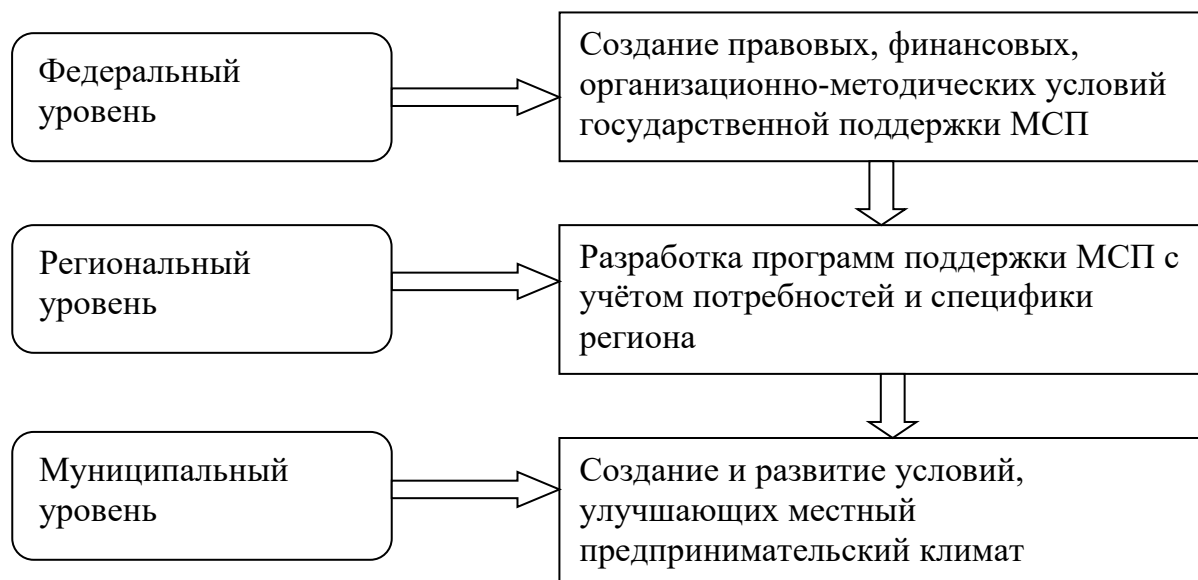 Федеральный
уровень
Создание правовых, финансовых,
организационно-методических условий
государственной поддержки МСП
Региональный
уровень
Разработка программ поддержки МСП с
учётом потребностей и специфики
региона
Муниципальный
уровень
Создание и развитие условий,
улучшающих местный
предпринимательский климат